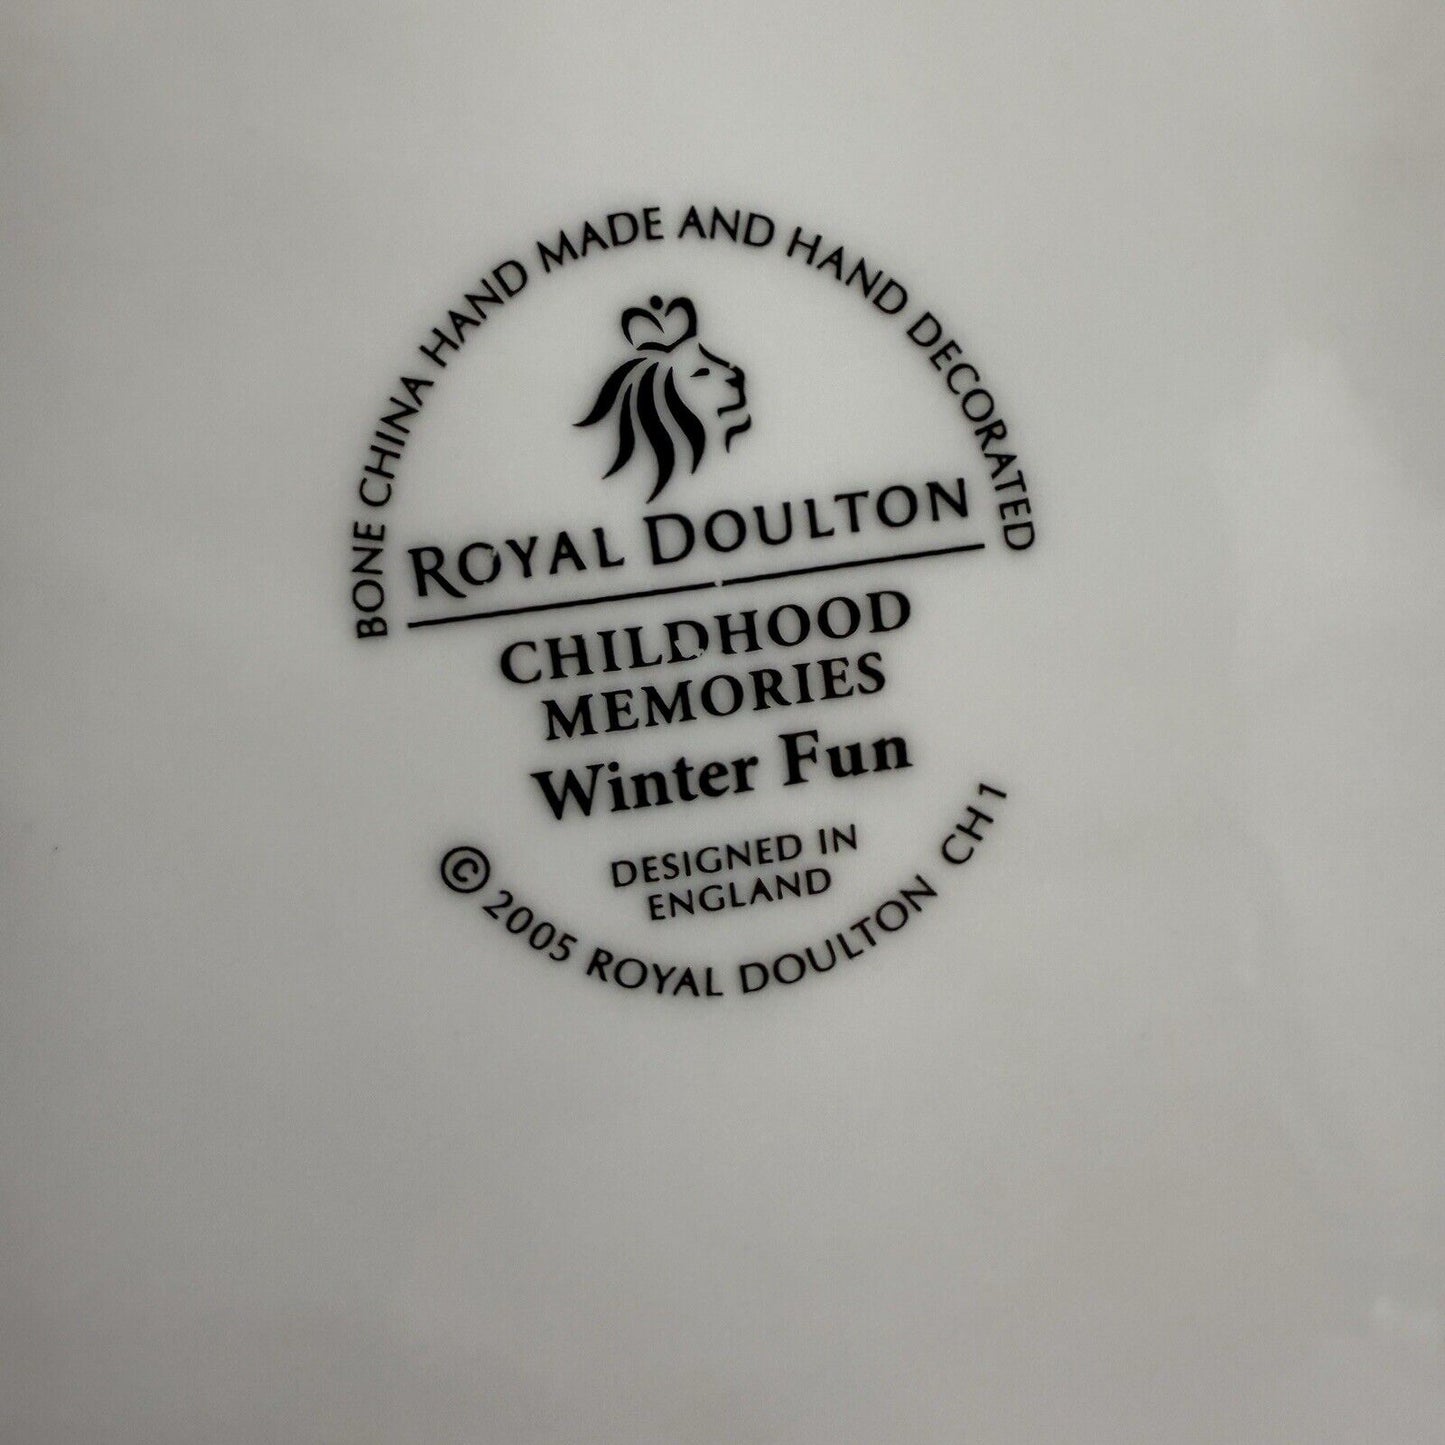 BONE CHINA HAND MADE AND HAND DECORATED
ROYAL DOULTON
CHILDHOOD
MEMORIES
Winter Fun
DESIGNED IN
ENGLAND
© 2005 ROYAL DOULTON CH1